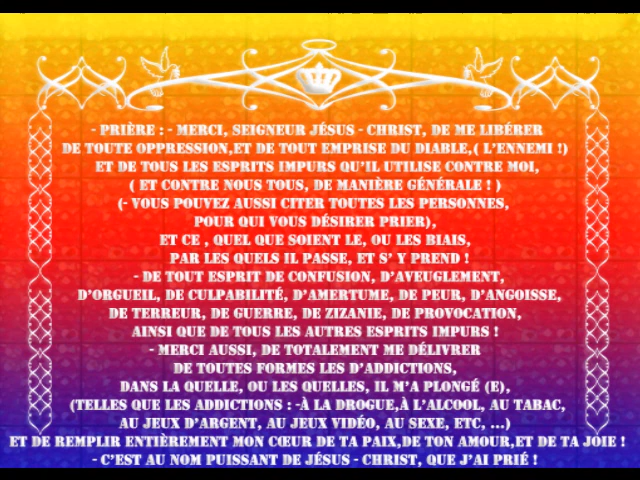 - PRIÈRE : - MERCI, SEIGNEUR JÉSUS - CHRIST, DE ME LIBÉRER
DE TOUTE OPPRESSION,ET DE TOUT EMPRISE DU DIABLE,( L'ENNEMI !)
ET DE TOUS LES ESPRITS IMPURS QU'IL UTILISE CONTRE MOI,
( ET CONTRE NOUS TOUS, DE MANIÈRE GÉNÉRALE ! )
(- VOUS POUVEZ AUSSI CITER TOUTES LES PERSONNES,
POUR QUI VOUS DÉSIRER PRIER),
ET CE , QUEL QUE SOIENT LE, OU LES BIAIS,
PAR LES QUELS IL PASSE, ET S' Y PREND !
- DE TOUT ESPRIT DE CONFUSION, D'AVEUGLEMENT,
D'ORGUEIL, DE CULPABILITÉ, D'AMERTUME, DE PEUR, D'ANGOISSE,
DE TERREUR, DE GUERRE, DE ZIZANIE, DE PROVOCATION,
AINSI QUE DE TOUS LES AUTRES ESPRITS IMPURS !
- MERCI AUSSI, DE TOTALEMENT ME DÉLIVRER
DE TOUTES FORMES LES D'ADDICTIONS,
DANS LA QUELLE, OU LES QUELLES, IL M'A PLONGÉ (E),
(TELLES QUE LES ADDICTIONS : -À LA DROGUE,À L'ALCOOL, AU TABAC,
AU JEUX D'ARGENT, AU JEUX VIDÉO, AU SEXE, ETC, ...)
ET DE REMPLIR ENTIÈREMENT MON CŒUR DE TA PAIX,DE TON AMOUR,ET DE TA JOIE !
- C'EST AU NOM PUISSANT DE JÉSUS - CHRIST, QUE J'AI PRIÉ !